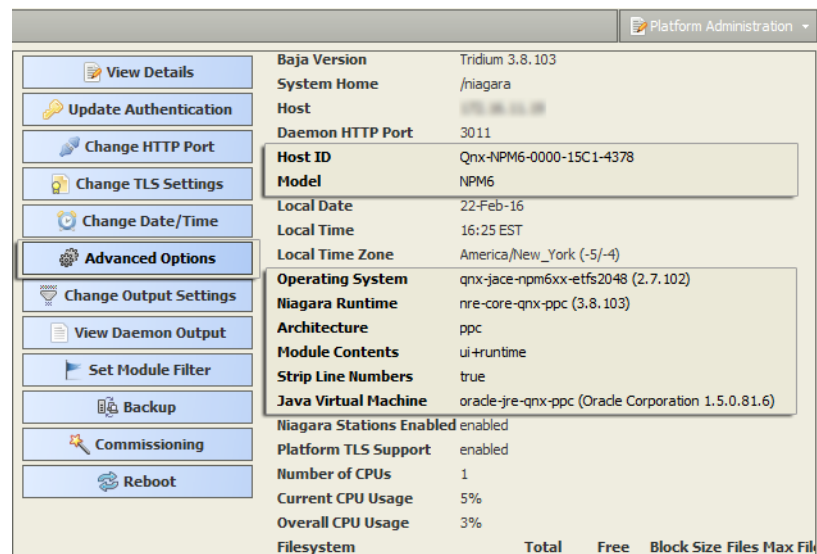 Platform Administration
View Details
Update Authentication
Change HTTP Port
Change TLS Settings
Change Date/Time
Advanced Options
Change Output Settings
View Daemon Output
Set Module Filter
Backup
Commissioning
Reboot
Baja Version Tridium 3.8.103
System Home /niagara
Host
Daemon HTTP Port 3011
Host ID Qnx-NPM6-0000-15C1-4378
Model NPM6
Local Date 22-Feb-16
Local Time 16:25 EST
Local Time Zone America/New_York (-5/-4)
Operating System qnx-jace-npm6xx-etfs2048 (2.7.102)
Niagara Runtime nre-core-qnx-ppc (3.8.103)
Architecture ppc
Module Contents ui+runtime
Strip Line Numbers true
Java Virtual Machine oracle-jre-qnx-ppc (Oracle Corporation 1.5.0.81.6)
Niagara Stations Enabled enabled
Platform TLS Support enabled
Number of CPUs 1
Current CPU Usage 5%
Overall CPU Usage 3%
Filesystem Total Free Block Size Files Max Fil